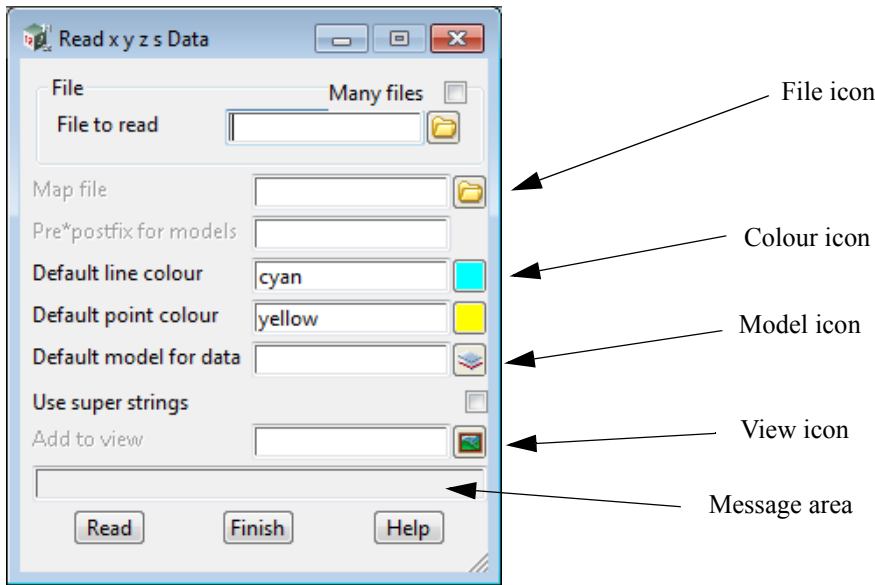 Read x y z s Data
File
Many files
File to read
File icon
Map file
Pre*postfix for models
Default line colour
cyan
Colour icon
Default point colour
yellow
Default model for data
Model icon
Use super strings
Add to view
View icon
Message area
Read
Finish
Help